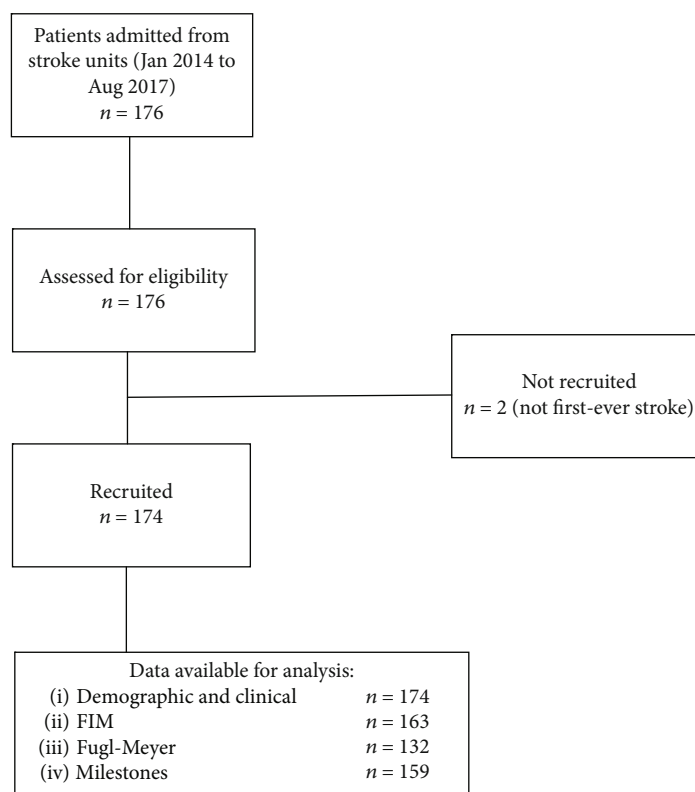 Patients admitted from
stroke units (Jan 2014 to
Aug 2017)
n = 176
Assessed for eligibility
n = 176
Not recruited
n = 2 (not first-ever stroke)
Recruited
n = 174
Data available for analysis:
(i) Demographic and clinical n = 174
(ii) FIM n = 163
(iii) Fugl-Meyer n = 132
(iv) Milestones n = 159